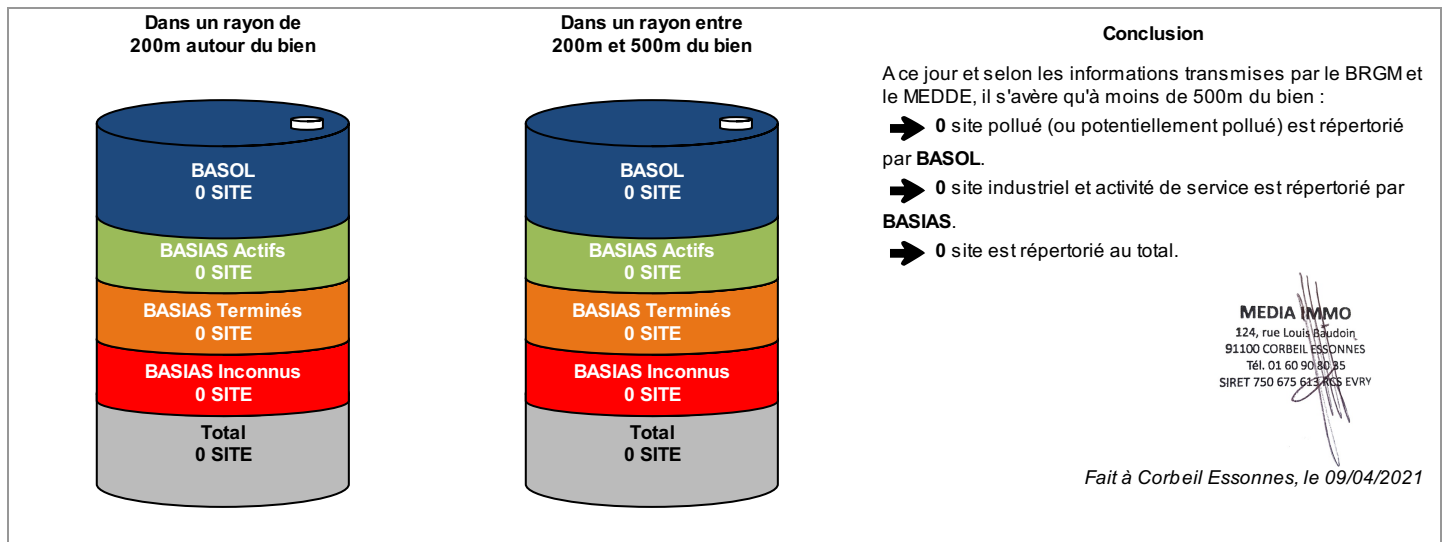 Dans un rayon de
200m autour du bien
BASOL
0 SITE
BASIAS Actifs
0 SITE
BASIAS Terminés
0 SITE
BASIAS Inconnus
0 SITE
Total
0 SITE
Dans un rayon entre
200m et 500m du bien
BASOL
0 SITE
BASIAS Actifs
0 SITE
BASIAS Terminés
0 SITE
BASIAS Inconnus
0 SITE
Total
0 SITE
Conclusion
A ce jour et selon les informations transmises par le BRGM et
le MEDDE, il s'avère qu'à moins de 500m du bien :
0 site pollué (ou potentiellement pollué) est répertorié
par BASOL.
0 site industriel et activité de service est répertorié par
BASIAS.
0 site est répertorié au total.
MEDIA IMMO
124, rue Louis Baudoin
91100 CORBEIL ESSONNES
Tél. 01 60 90 80 85
SIRET 750 675 613 RCS EVRY
Fait à Corbeil Essonnes, le 09/04/2021